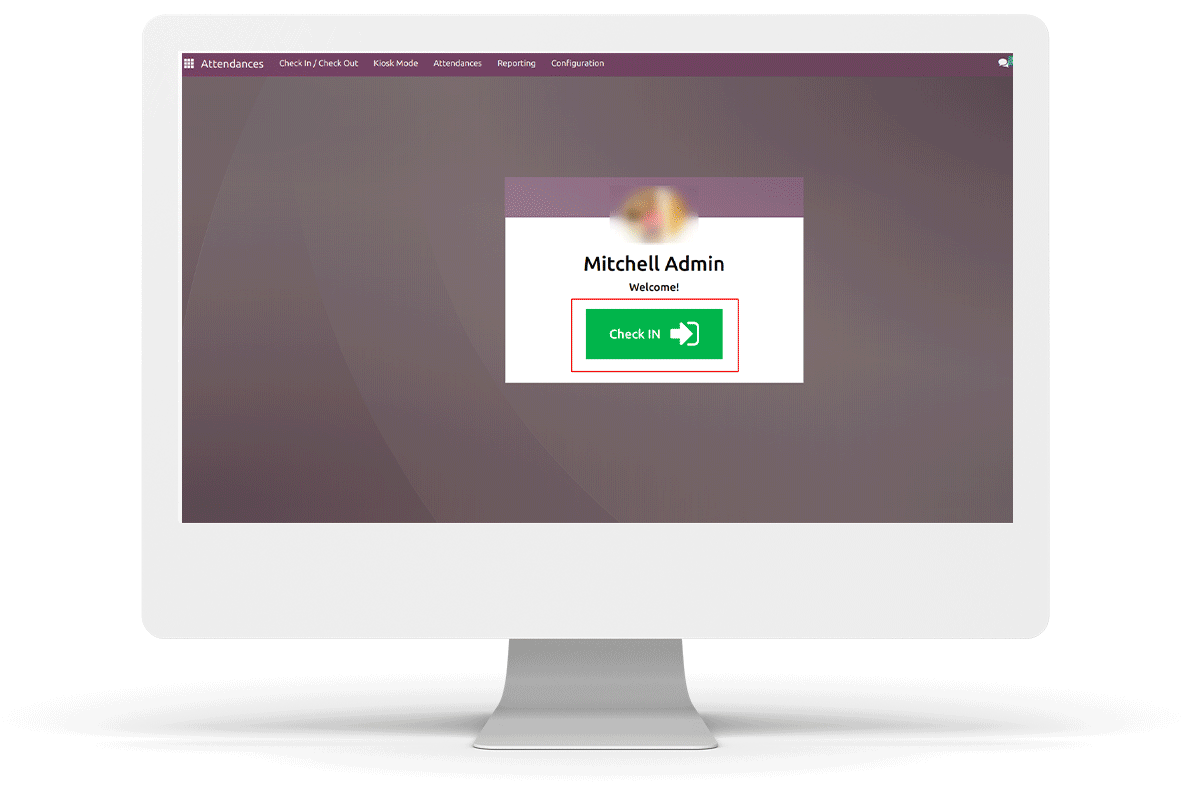 Attendances Check In / Check Out Kiosk Mode Attendances Reporting Configuration
Mitchell Admin
Welcome!
Check IN